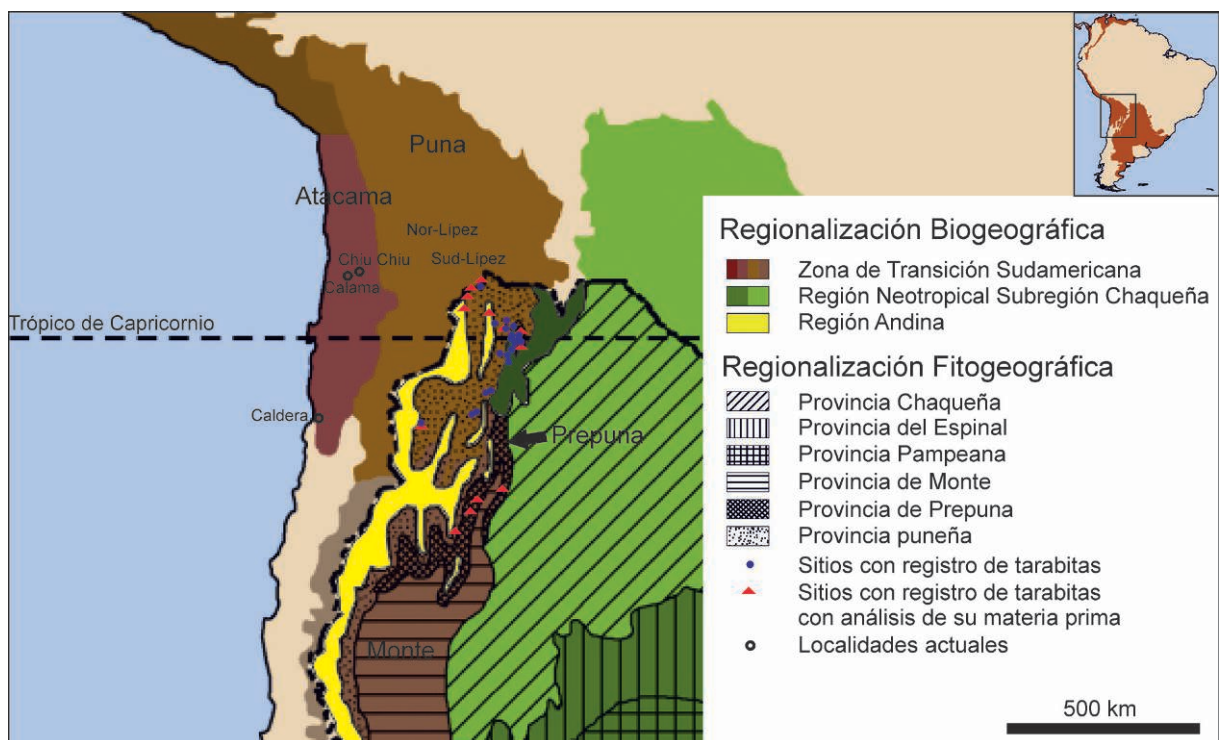 Puna
Atacama
Nor-Lípez
Chiu Chiu
Sud-Lípez
Calama
Trópico de Capricornio
Caldera
Prepuna
Monte
Regionalización Biogeográfica
Zona de Transición Sudamericana
Región Neotropical Subregión Chaqueña
Región Andina
Regionalización Fitogeográfica
Provincia Chaqueña
Provincia del Espinal
Provincia Pampeana
Provincia de Monte
Provincia de Prepuna
Provincia puneña
Sitios con registro de tarabitas
Sitios con registro de tarabitas
con análisis de su materia prima
Localidades actuales
500 km